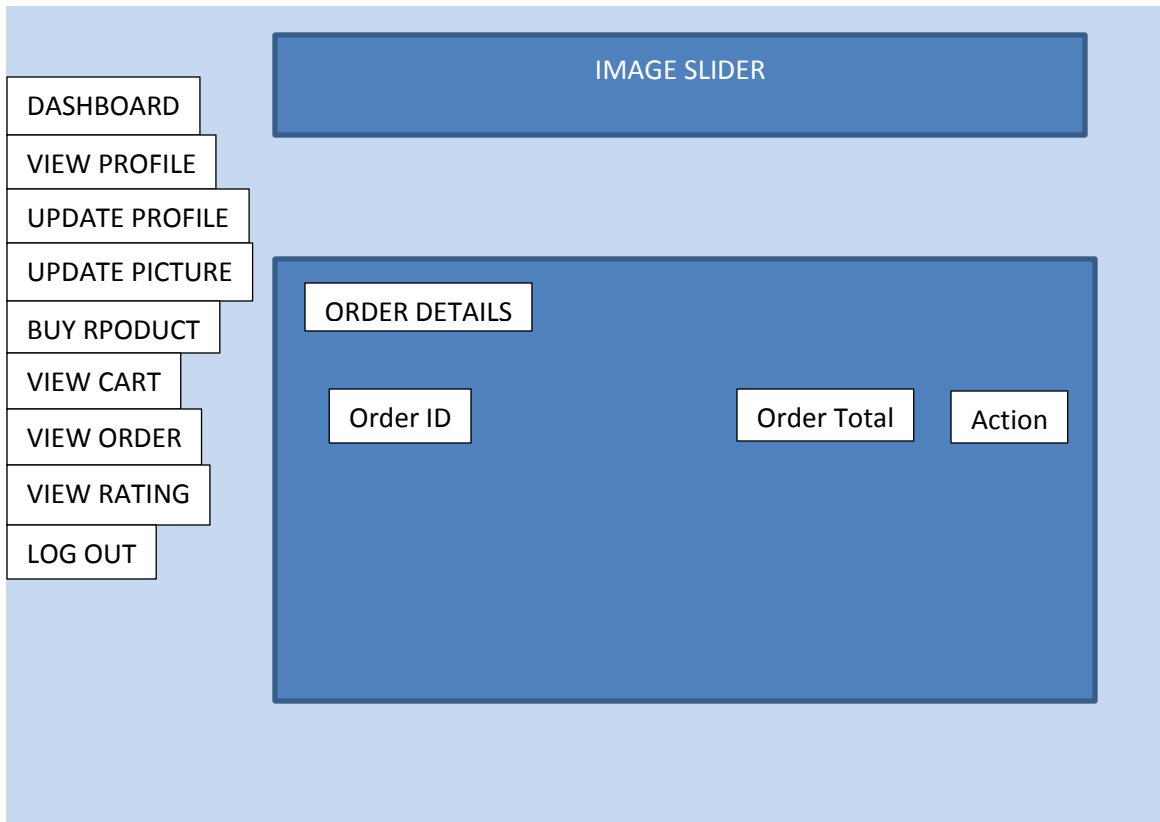 IMAGE SLIDER
DASHBOARD
VIEW PROFILE
UPDATE PROFILE
UPDATE PICTURE
BUY RPODUCT
VIEW CART
VIEW ORDER
VIEW RATING
LOG OUT
ORDER DETAILS
Order ID
Order Total
Action